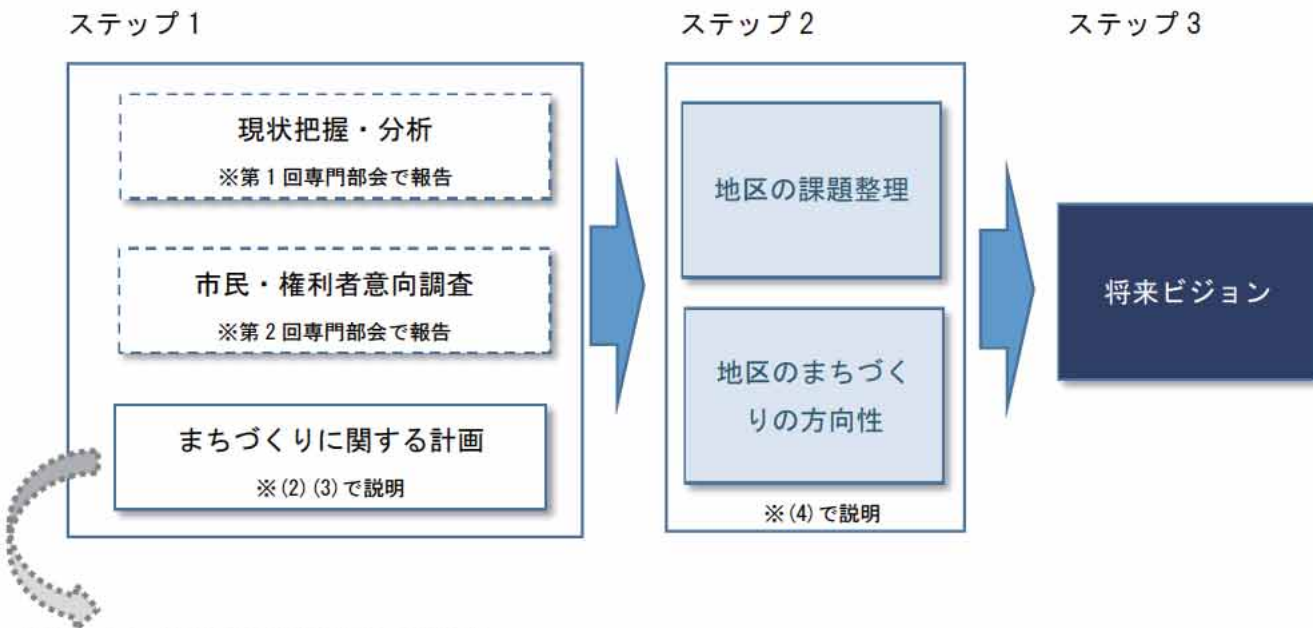 ステップ1
現状把握・分析
※第1回専門部会で報告
市民・権利者意向調査
※第2回専門部会で報告
まちづくりに関する計画
※(2)(3)で説明
ステップ2
地区の課題整理
地区のまちづく
りの方向性
※(4)で説明
ステップ3
将来ビジョン